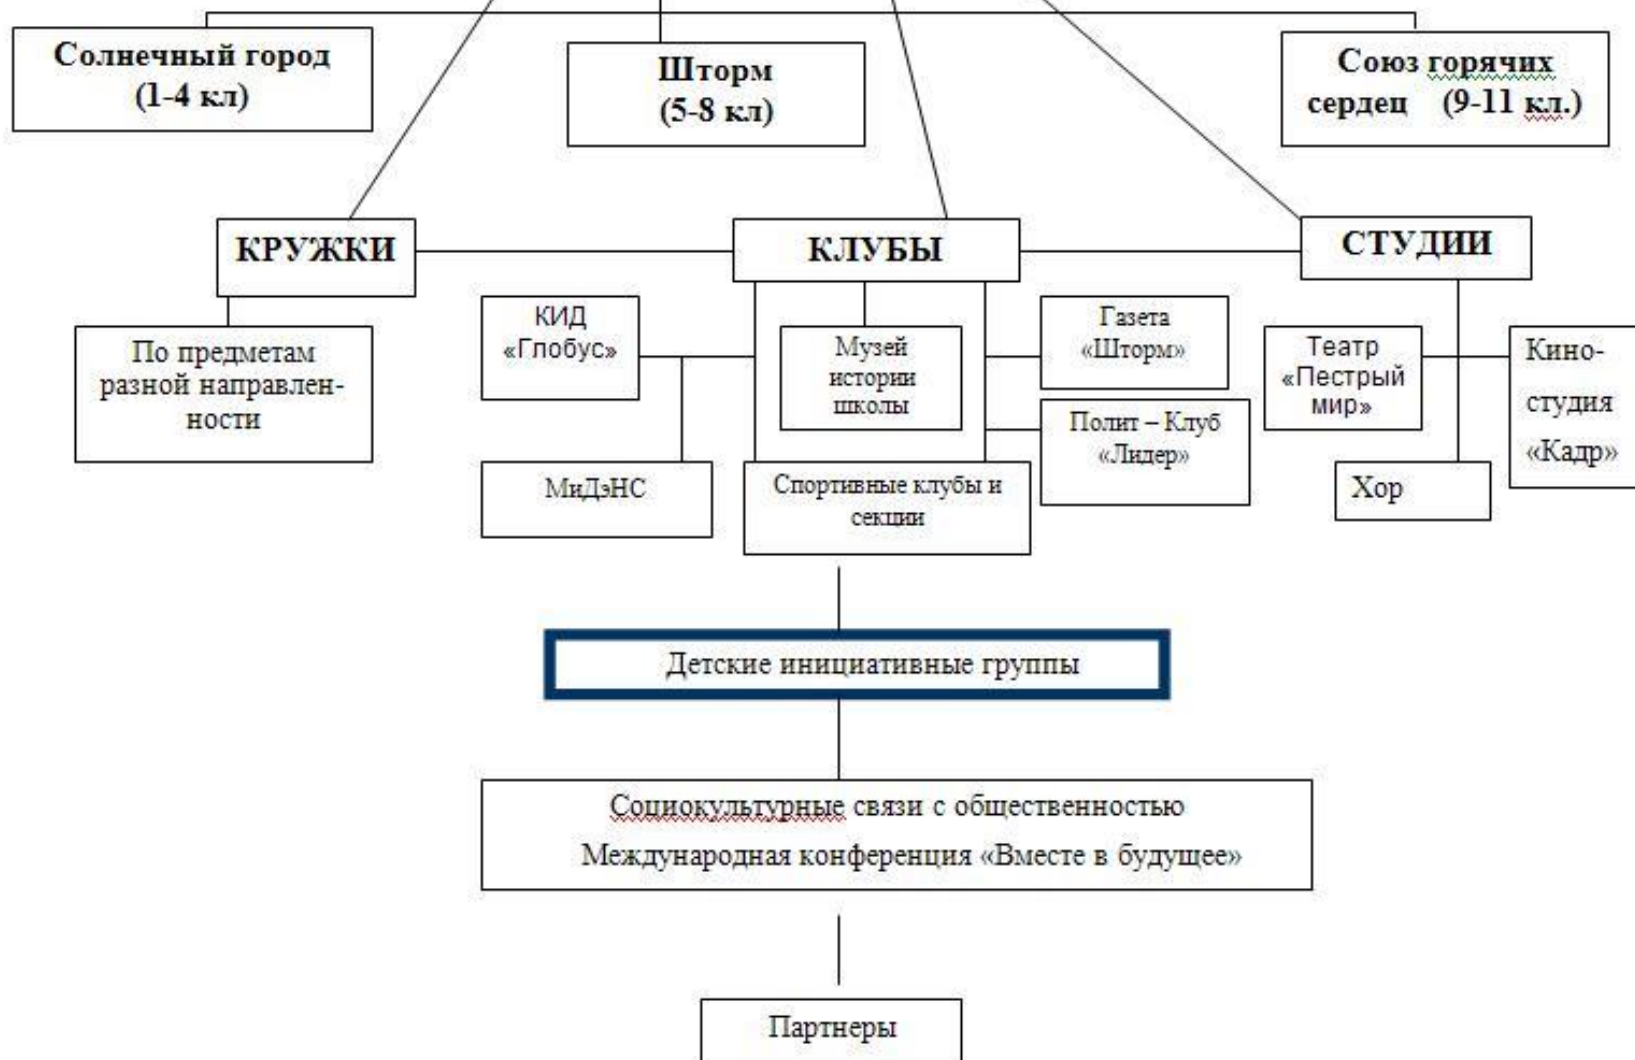 Солнечный город
(1-4 кл)
Шторм
(5-8 кл)
Союз горячих
сердец (9-11 кл.)
КРУЖКИ
КЛУБЫ
СТУДИИ
По предметам
разной направлен-
ности
КИД
«Глобус»
Музей
истории
школы
Газета
«Шторм»
Театр
«Пестрый
мир»
Кино-
студия
«Кадр»
Полит – Клуб
«Лидер»
МиДэНС
Спортивные клубы и
секции
Хор
Детские инициативные группы
Социокультурные связи с общественностью
Международная конференция «Вместе в будущее»
Партнеры